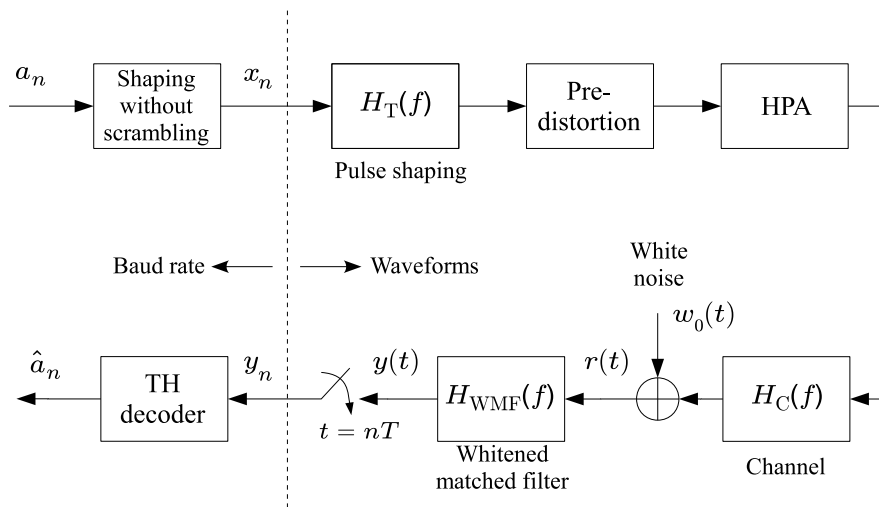 a_n
Shaping
without
scrambling
x_n
H_T(f)
Pulse shaping
Pre-
distortion
HPA
Baud rate
Waveforms
White
noise
w_0(t)
â_n
TH
decoder
y_n
t = nT
y(t)
H_WMF(f)
Whitened
matched filter
r(t)
H_C(f)
Channel